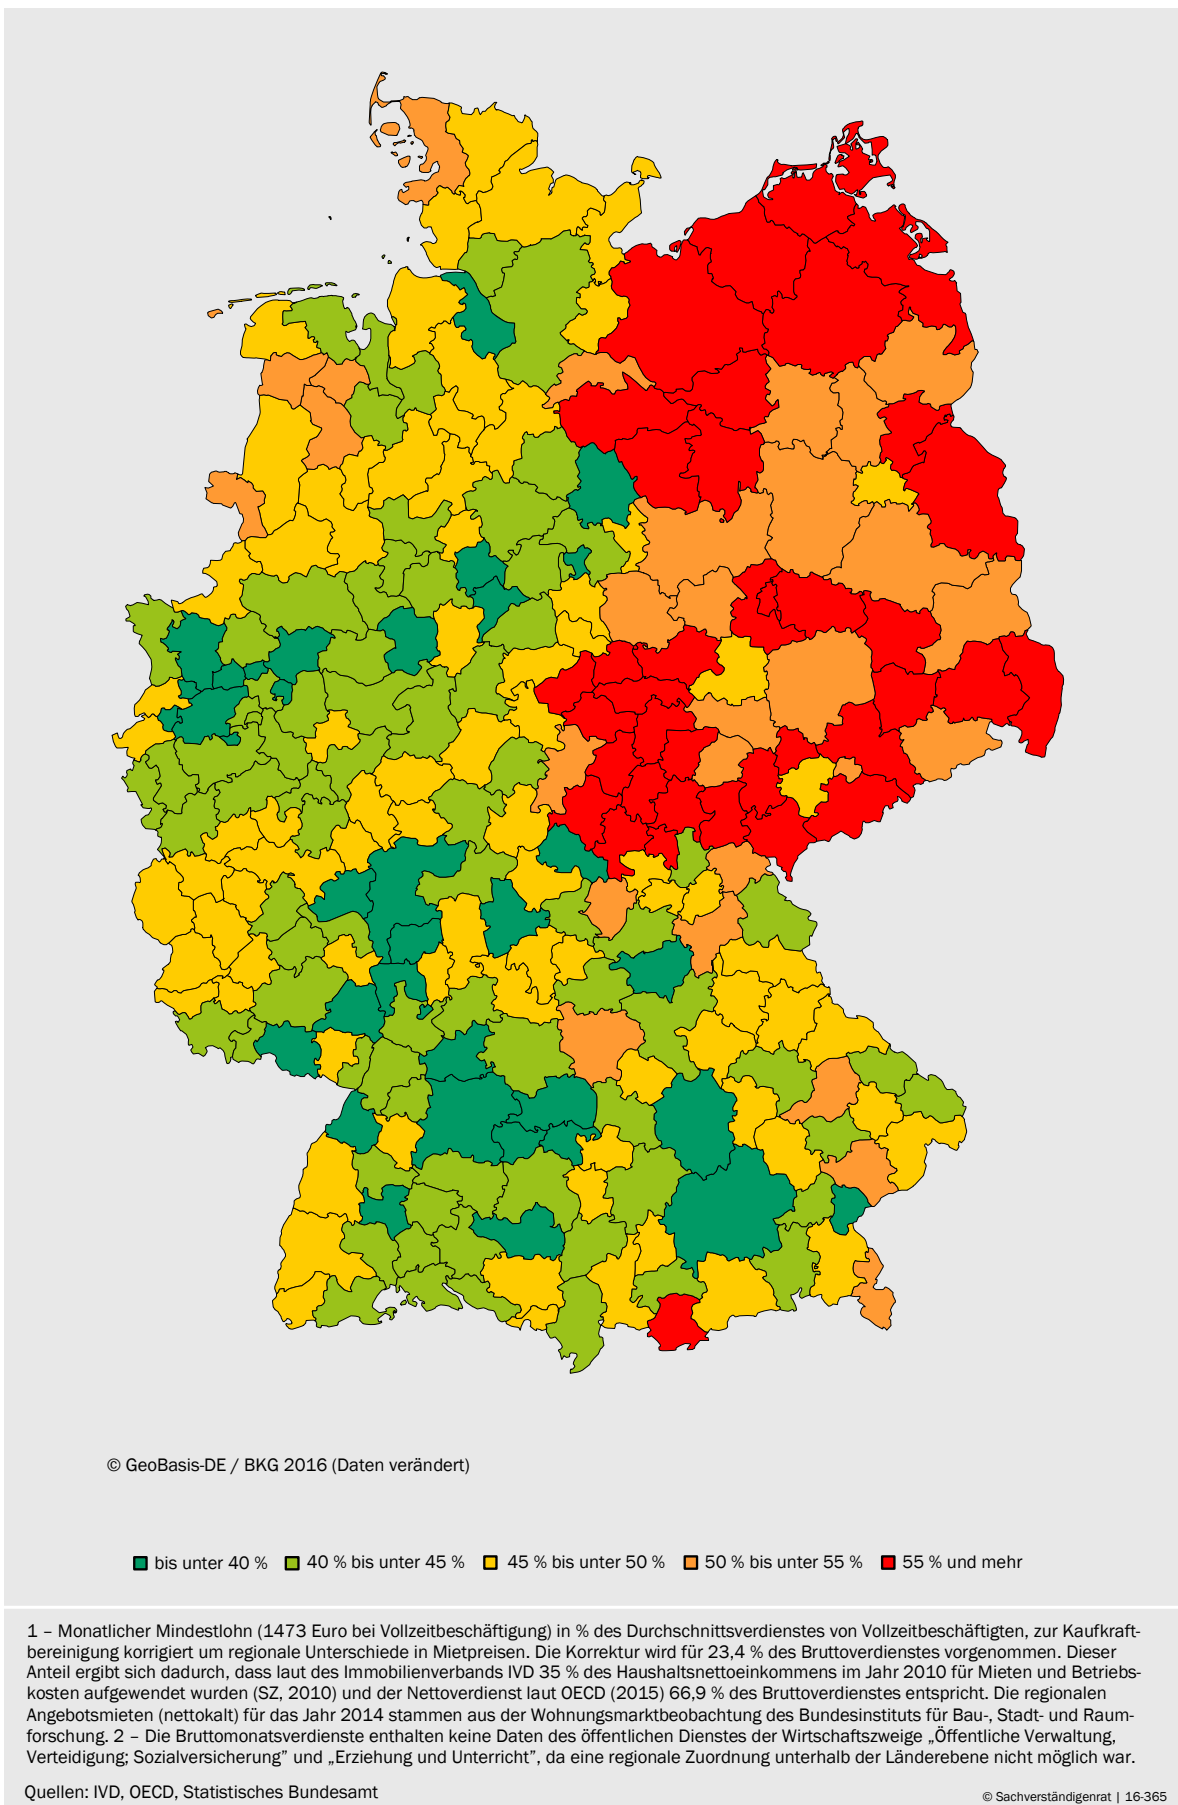 © GeoBasis-DE / BKG 2016 (Daten verändert)
bis unter 40 % 40 % bis unter 45 % 45 % bis unter 50 % 50 % bis unter 55 % 55 % und mehr
1 – Monatlicher Mindestlohn (1473 Euro bei Vollzeitbeschäftigung) in % des Durchschnittsverdienstes von Vollzeitbeschäftigten, zur Kaufkraft-
bereinigung korrigiert um regionale Unterschiede in Mietpreisen. Die Korrektur wird für 23,4 % des Bruttoverdienstes vorgenommen. Dieser
Anteil ergibt sich dadurch, dass laut des Immobilienverbands IVD 35 % des Haushaltsnettoeinkommens im Jahr 2010 für Mieten und Betriebs-
kosten aufgewendet wurden (SZ, 2010) und der Nettoverdienst laut OECD (2015) 66,9 % des Bruttoverdienstes entspricht. Die regionalen
Angebotsmieten (nettokalt) für das Jahr 2014 stammen aus der Wohnungsmarktbeobachtung des Bundesinstituts für Bau-, Stadt- und Raum-
forschung. 2 – Die Bruttomonatsverdienste enthalten keine Daten des öffentlichen Dienstes der Wirtschaftszweige „Öffentliche Verwaltung,
Verteidigung; Sozialversicherung” und „Erziehung und Unterricht”, da eine regionale Zuordnung unterhalb der Länderebene nicht möglich war.
Quellen: IVD, OECD, Statistisches Bundesamt
© Sachverständigenrat | 16-365